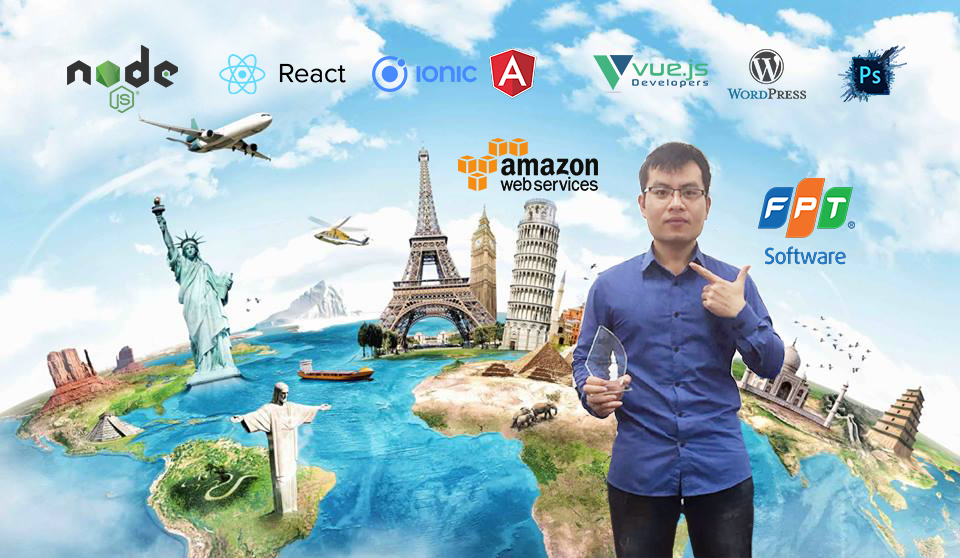 node
JS
React
IONIC
A
vue.js
Developers
WORDPRESS
Ps
amazon
web services
FPT
Software